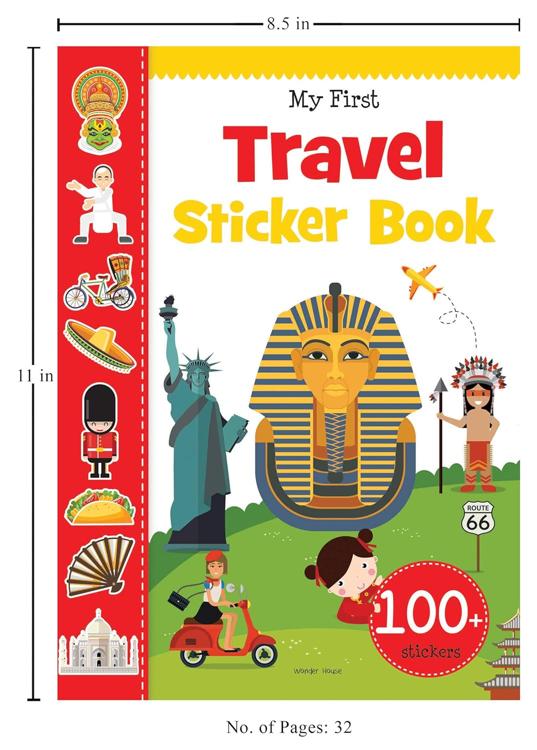 8.5 in
My First
Travel
Sticker Book
11 in
ROUTE
66
100+
stickers
Wonder House
No. of Pages: 32